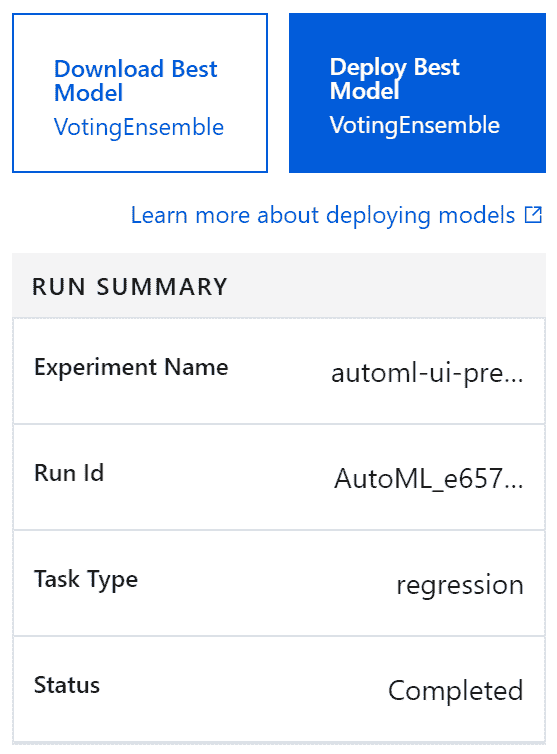 Download Best
Model
VotingEnsemble
Deploy Best
Model
VotingEnsemble
Learn more about deploying models
RUN SUMMARY
Experiment Name
automl-ui-pre...
Run Id
AutoML_e657...
Task Type
regression
Status
Completed